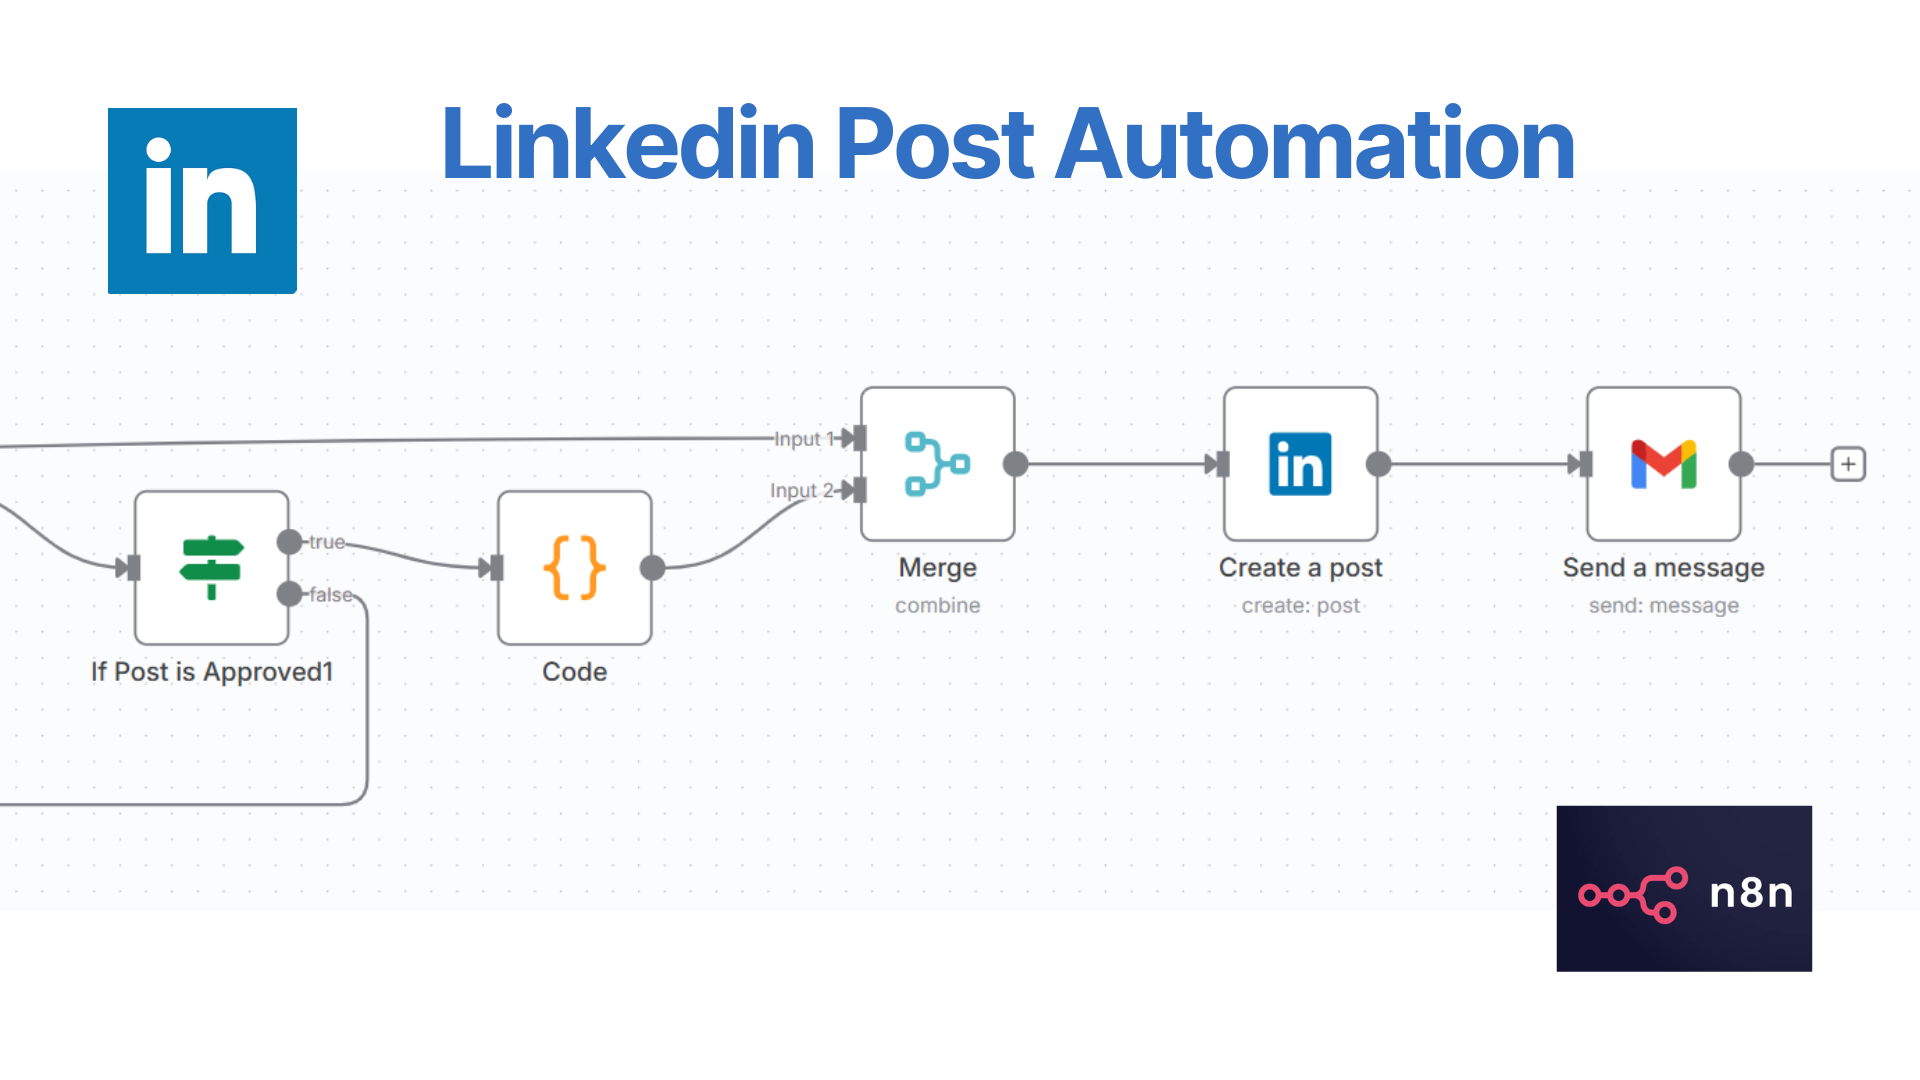 in
Linkedin Post Automation
Input 1
Input 2
in
true
false
Merge
combine
Create a post
create: post
Send a message
send: message
If Post is Approved1
{}
Code
n8n